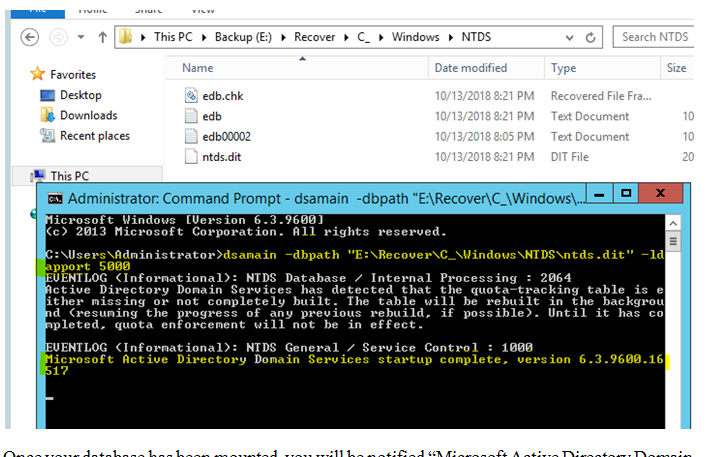 File Home Share View
This PC Backup (E:) Recover C_ Windows NTDS Search NTDS
Name Date modified Type Size
Favorites
Desktop
Downloads
Recent places
This PC
edb.chk 10/13/2018 8:21 PM Recovered File Fra...
edb 10/13/2018 8:21 PM Text Document 10
edb00002 10/13/2018 8:05 PM Text Document 10
ntds.dit 10/13/2018 8:21 PM DIT File 20
Administrator: Command Prompt - dsamain -dbpath "E:\Recover\C_\Windows\...
Microsoft Windows [Version 6.3.9600]
(c) 2013 Microsoft Corporation. All rights reserved.
C:\Users\Administrator>dsamain -dbpath "E:\Recover\C_\Windows\NTDS\ntds.dit" -ld
apport 5000
EVENTLOG (Informational): NTDS Database / Internal Processing : 2064
Active Directory Domain Services has detected that the quota-tracking table is e
ither missing or not completely built. The table will be rebuilt in the backgrou
nd (resuming the progress of any previous rebuild, if possible). Until it has co
mpleted, quota enforcement will not be in effect.
EVENTLOG (Informational): NTDS General / Service Control : 1000
Microsoft Active Directory Domain Services startup complete, version 6.3.9600.16
517
Once your database has been mounted, you will be notified “Microsoft Active Directory Domain